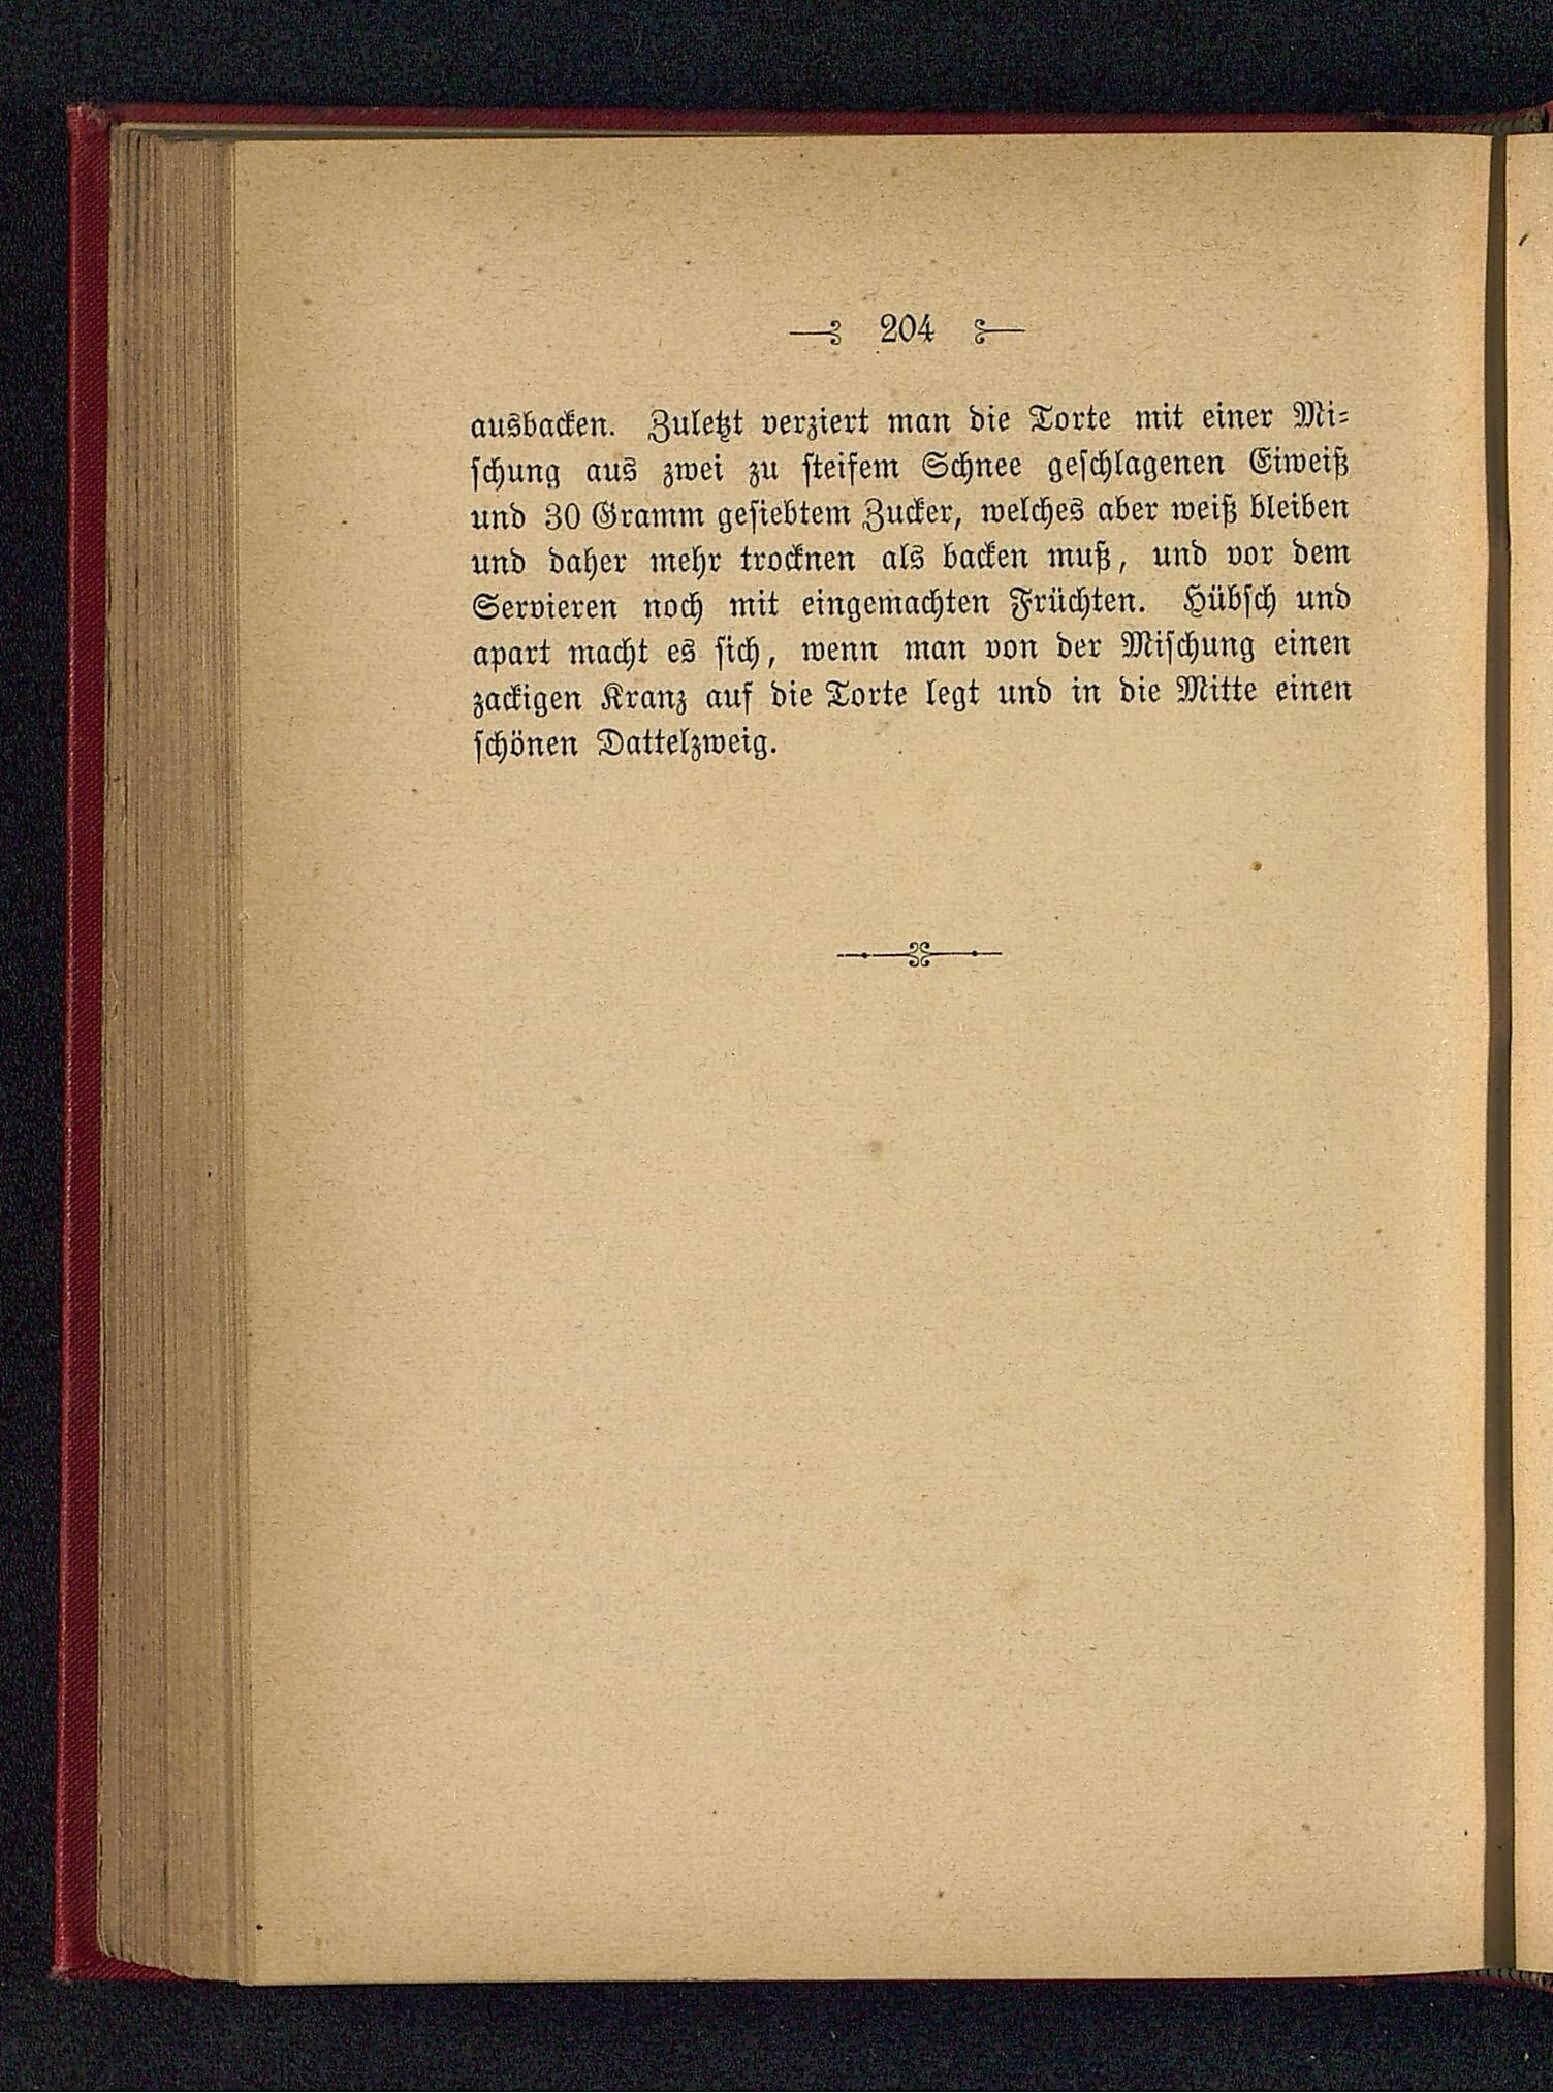 204
ausbacken. Zuletzt verziert man die Torte mit einer Mi-
schung aus zwei zu steifem Schnee geschlagenen Eiweiß
und 30 Gramm gesiebtem Zucker, welches aber weiß bleiben
und daher mehr trocknen als backen muß, und vor dem
Servieren noch mit eingemachten Früchten. Hübsch und
apart macht es sich, wenn man von der Mischung einen
zackigen Kranz auf die Torte legt und in die Mitte einen
schönen Dattelzweig.